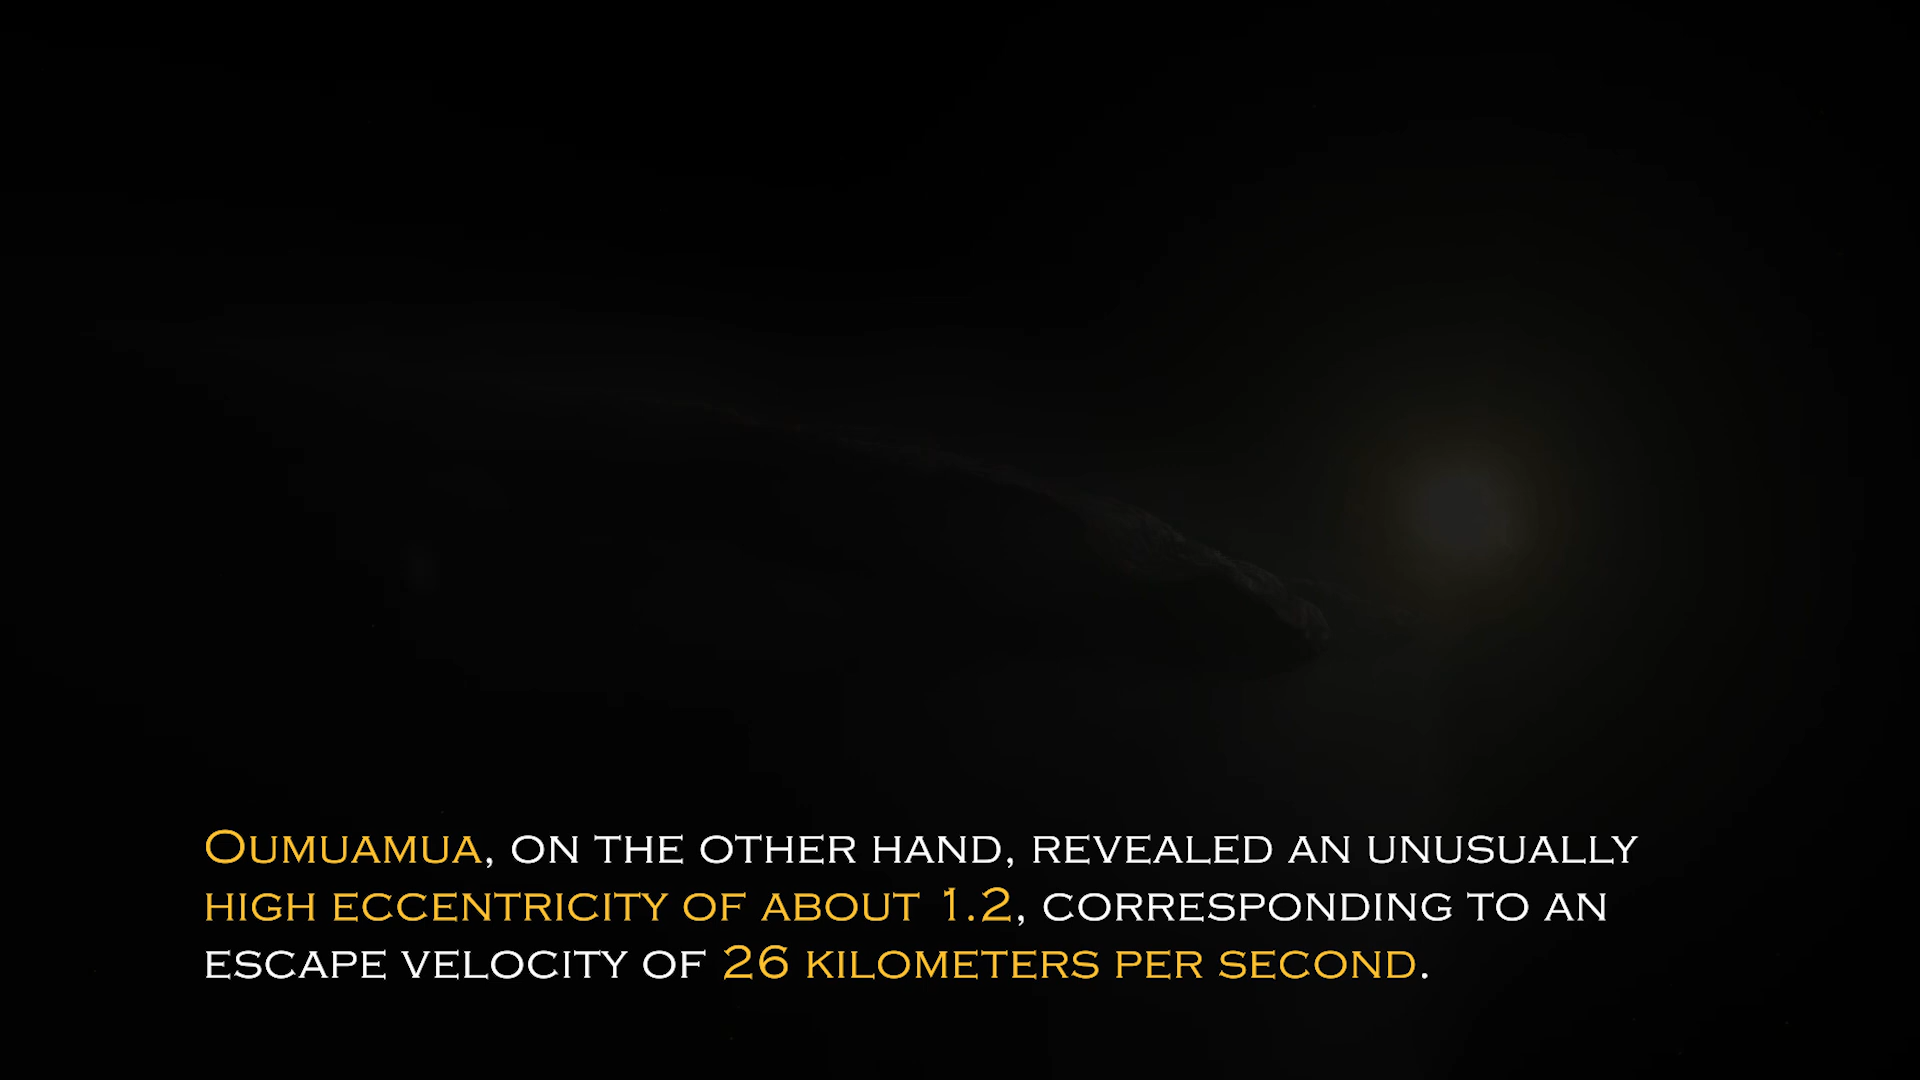 Oumuamua, on the other hand, revealed an unusually
high eccentricity of about 1.2, corresponding to an
escape velocity of 26 kilometers per second.